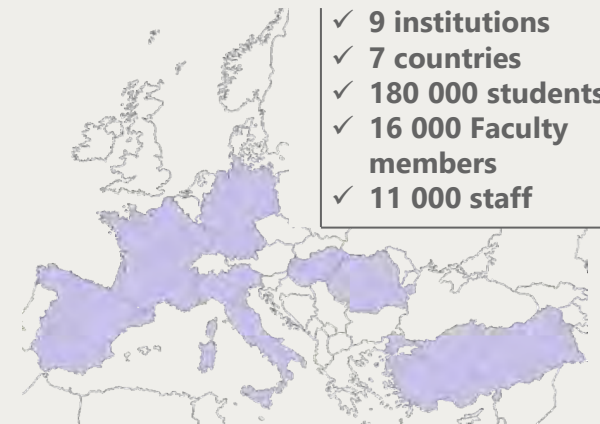 ✓ 9 institutions
✓ 7 countries
✓ 180 000 students
✓ 16 000 Faculty
members
✓ 11 000 staff